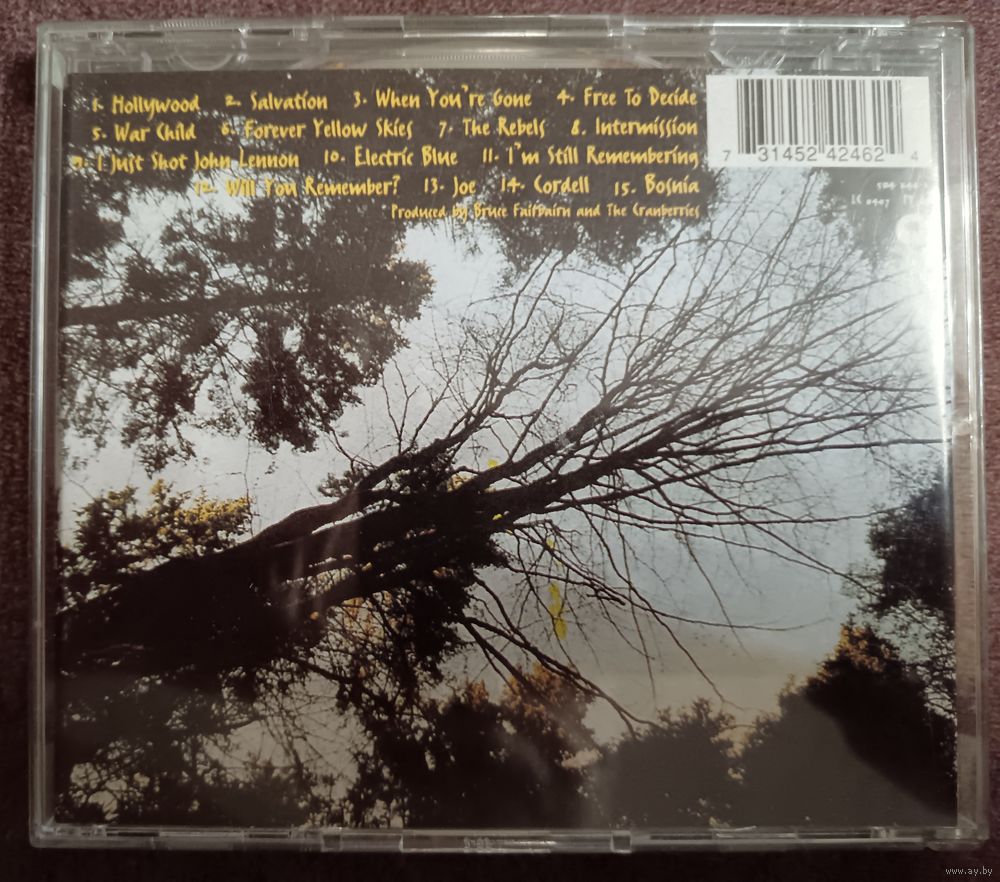 1. Hollywood 2. Salvation 3. When You're Gone 4. Free To Decide
5. War Child 6. Forever Yellow Skies 7. The Rebels 8. Intermission
9. I Just Shot John Lennon 10. Electric Blue 11. I'm Still Remembering
12. Will You Remember? 13. Joe 14. Cordell 15. Bosnia
Produced by Bruce Fairbairn and The Cranberries
7 31452 42462 4
www.ay.by